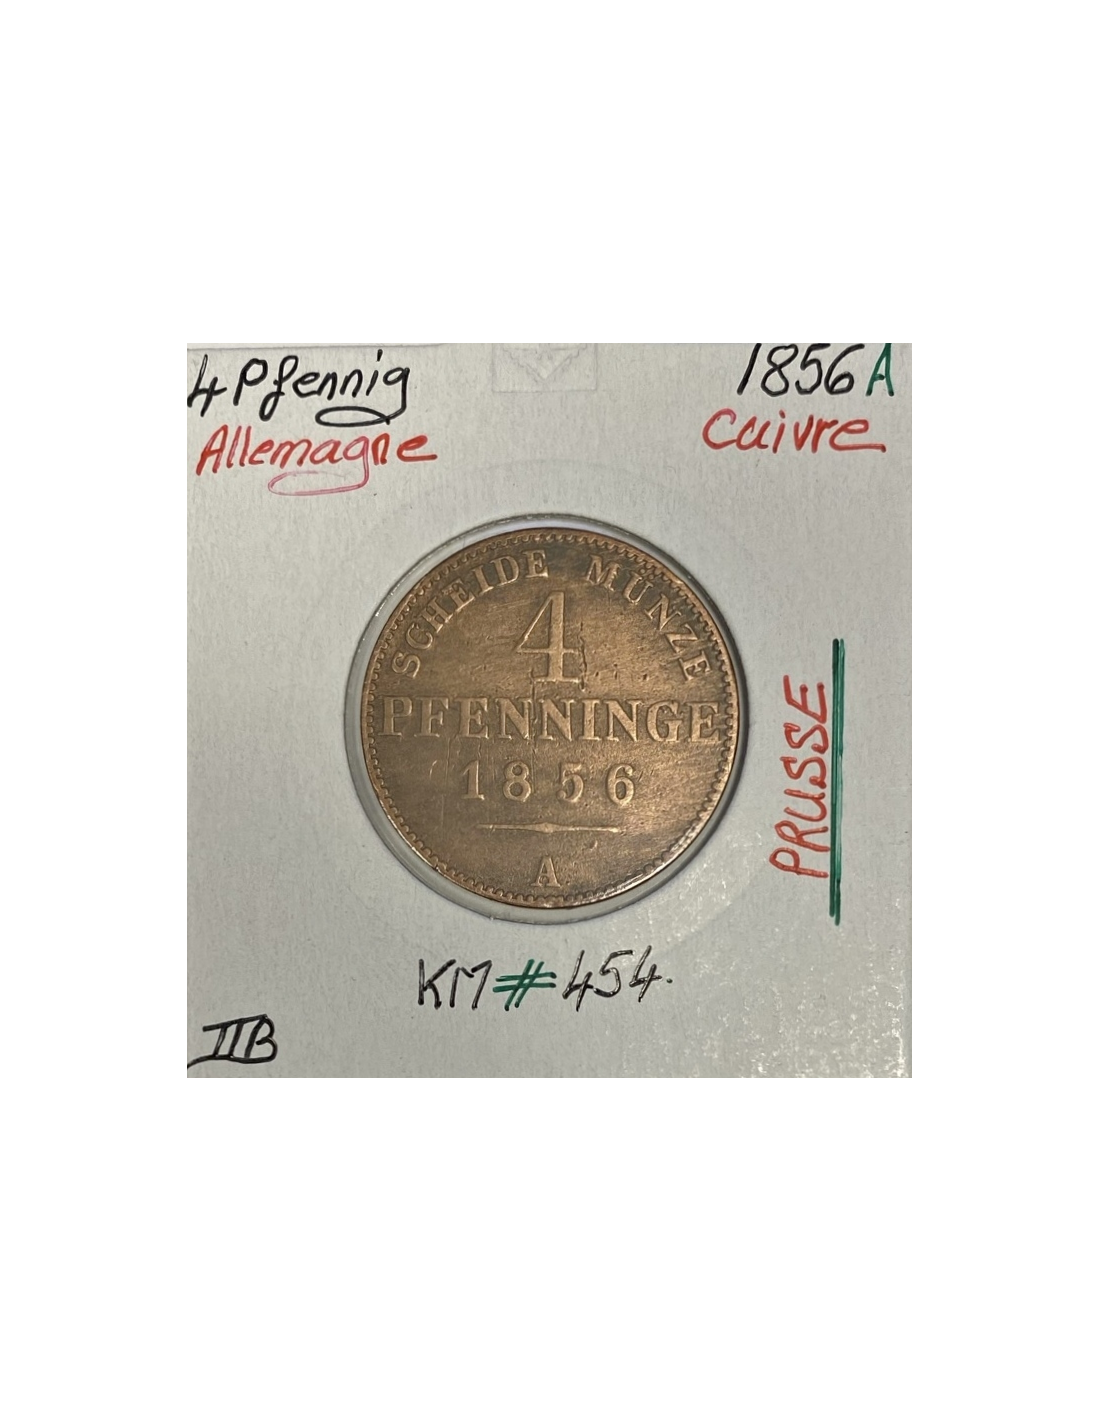 4 Pfennig
1856 A
Allemagne
Cuivre
SCHEIDE MÜNZE
4
PFENNINGE
1856
A
PRUSSE
KM # 454.
TTB